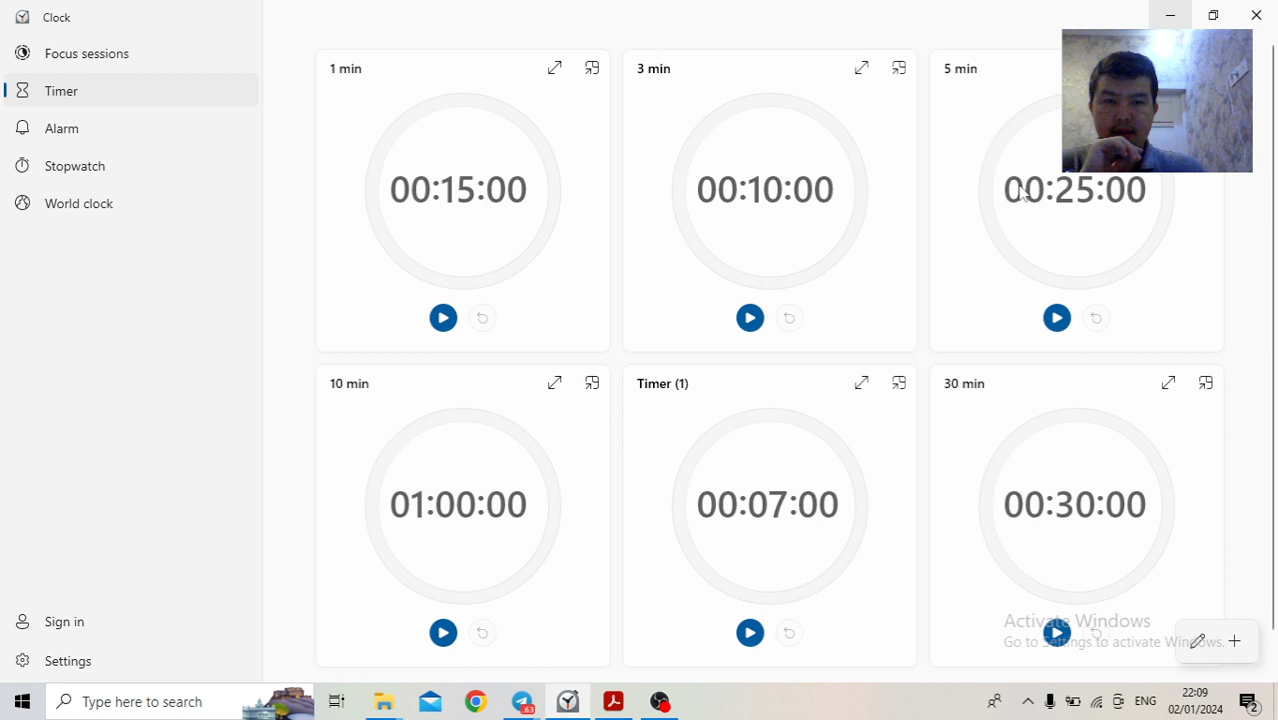 Clock
Focus sessions
Timer
Alarm
Stopwatch
World clock
Sign in
Settings
1 min
00:15:00
3 min
00:10:00
5 min
00:25:00
10 min
01:00:00
Timer (1)
00:07:00
30 min
00:30:00
Activate Windows
Go to Settings to activate Windows.
Type here to search
63
ENG
22:09
02/01/2024
2